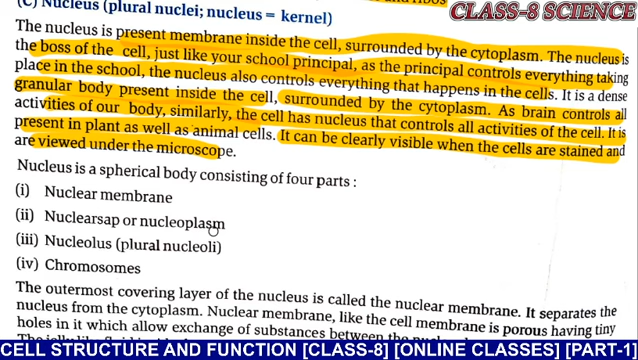 CLASS-8 SCIENCE
(C) Nucleus (plural nuclei; nucleus = kernel)
The nucleus is present membrane inside the cell, surrounded by the cytoplasm. The nucleus is
the boss of the cell, just like your school principal, as the principal controls everything taking
place in the school, the nucleus also controls everything that happens in the cells. It is a dense
granular body present inside the cell, surrounded by the cytoplasm. As brain controls all
activities of our body, similarly, the cell has nucleus that controls all activities of the cell. It is
present in plant as well as animal cells. It can be clearly visible when the cells are stained and
are viewed under the microscope.
Nucleus is a spherical body consisting of four parts :
(i) Nuclear membrane
(ii) Nuclearsap or nucleoplasm
(iii) Nucleolus (plural nucleoli)
(iv) Chromosomes
The outermost covering layer of the nucleus is called the nuclear membrane. It separates the
nucleus from the cytoplasm. Nuclear membrane, like the cell membrane is porous having tiny
holes in it which allow exchange of substances between the
CELL STRUCTURE AND FUNCTION [CLASS-8] [ONLINE CLASSES] [PART-1]